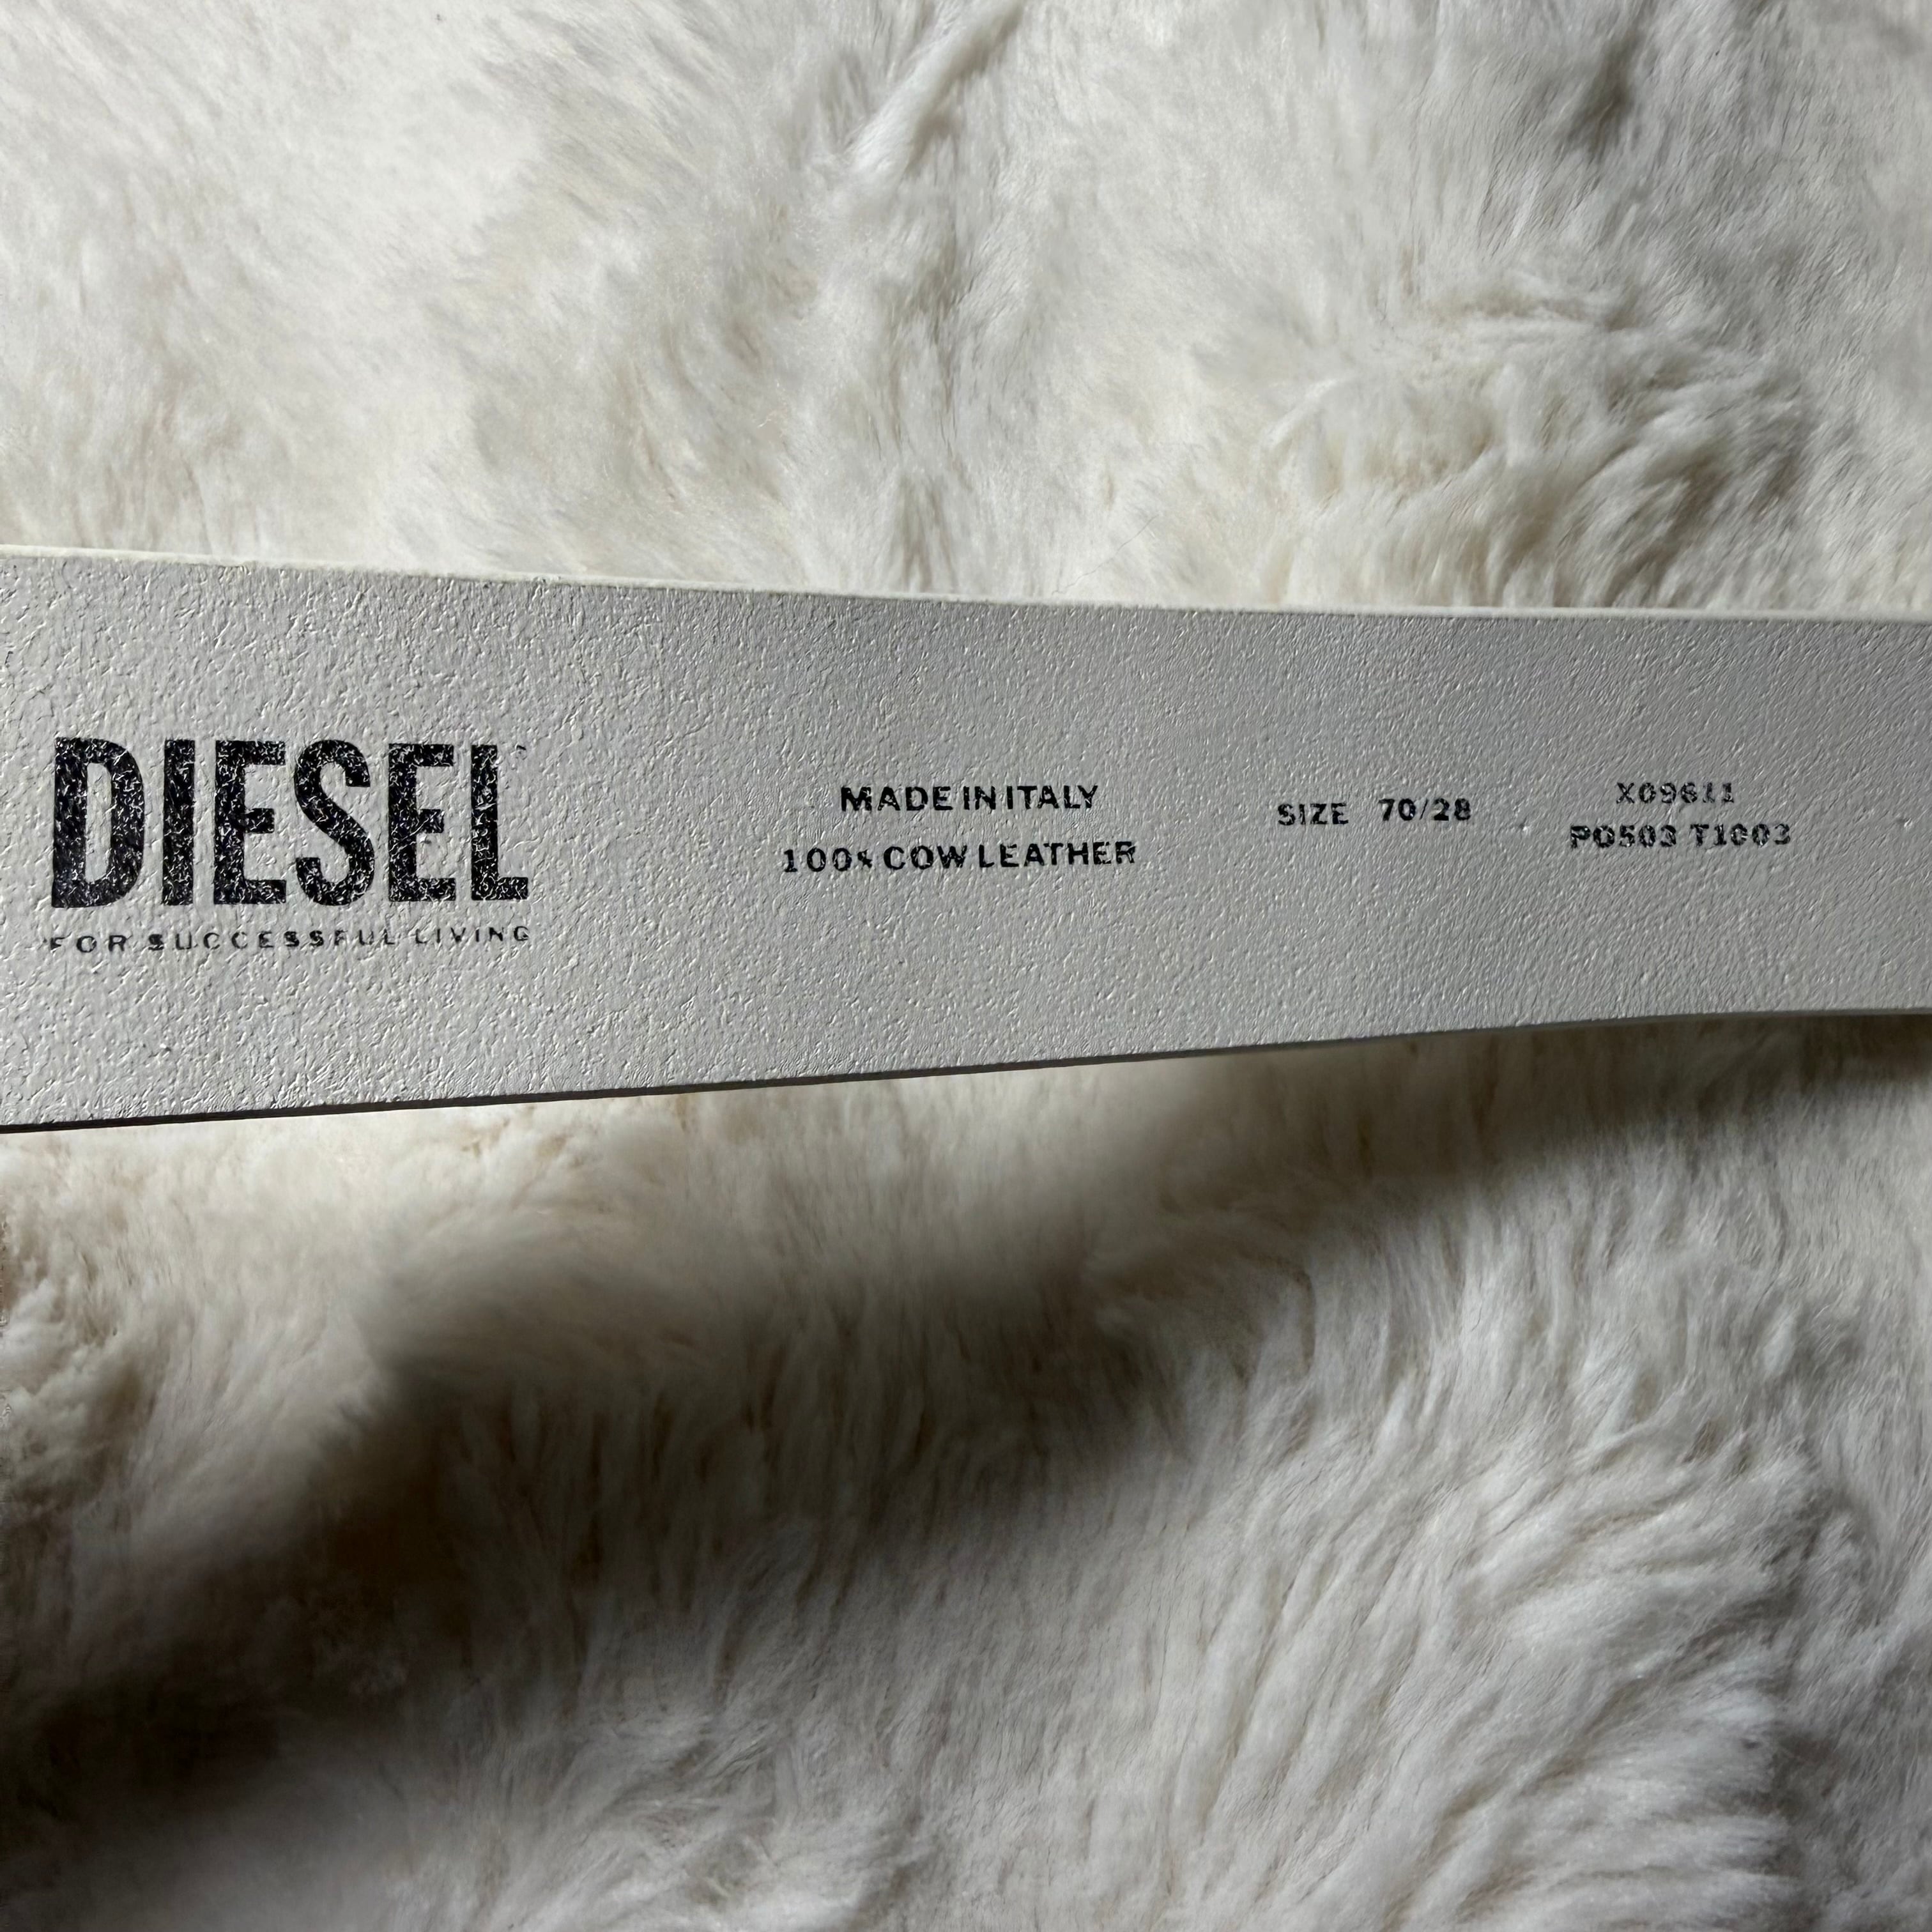 DIESEL
FOR SUCCESSFUL LIVING
MADE IN ITALY
100% COW LEATHER
SIZE 70/28
X09611
PO503 T1003